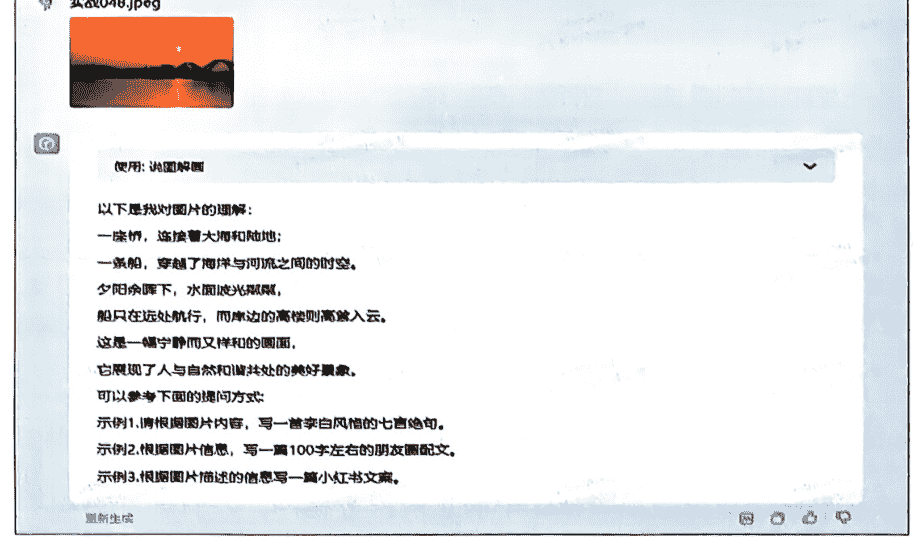 实战048.jpeg
使用: 说图解画
以下是我对图片的理解:
一座桥，连接着大海和陆地;
一条船，穿越了海洋与河流之间的时空。
夕阳余晖下，水面波光粼粼，
船只在远处航行，而岸边的高楼则高耸入云。
这是一幅宁静而又祥和的画面，
它展现了人与自然和谐共处的美好景象。
可以参考下面的提问方式:
示例1.请根据图片内容，写一首李白风格的七言绝句。
示例2.根据图片信息，写一篇100字左右的朋友圈配文。
示例3.根据图片描述的信息写一篇小红书文案。
重新生成